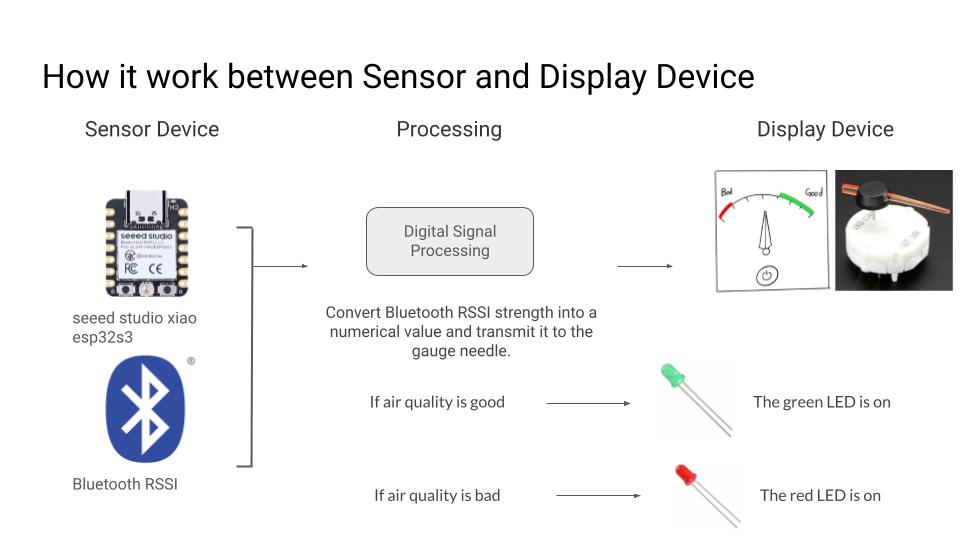 How it work between Sensor and Display Device
Sensor Device
Processing
Display Device
seeed studio
FC CE
seeed studio xiao
esp32s3
®
Bluetooth RSSI
Digital Signal
Processing
Convert Bluetooth RSSI strength into a
numerical value and transmit it to the
gauge needle.
Bad
Good
If air quality is good
The green LED is on
If air quality is bad
The red LED is on